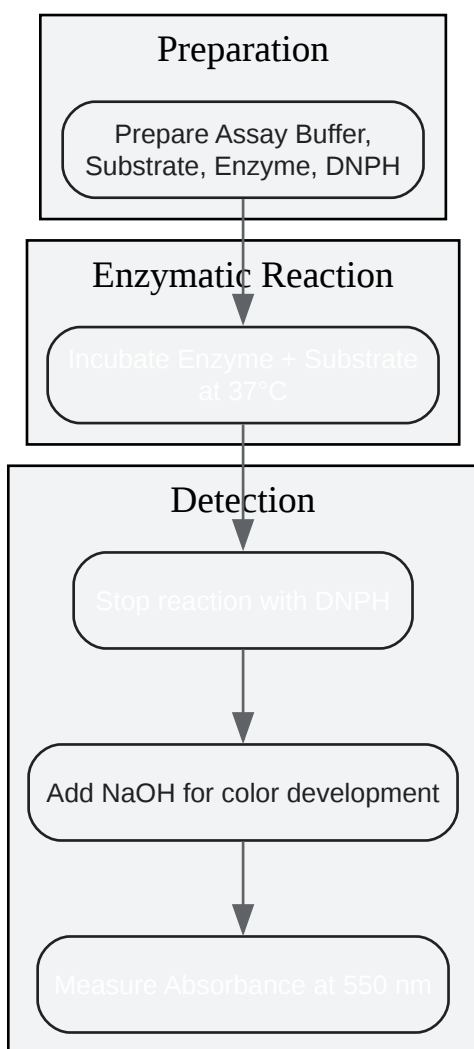 Preparation
Prepare Assay Buffer,
Substrate, Enzyme, DNPH
Enzymatic Reaction
Incubate Enzyme + Substrate
at 37°C
Detection
Stop reaction with DNPH
Add NaOH for color development
Measure Absorbance at 550 nm